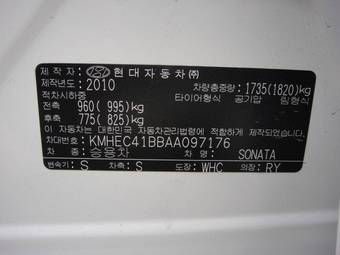 제 작 자 : 현대자동차㈜
제작년도: 2010 차량총중량: 1735(1820)kg
적차시하중 타이어형식 공기압 림형식
전축 960( 995)kg
후축 775( 825)kg
이 자동차는 대한민국 자동차관리법령에 적합하게 제작되었습니다.
차대번호: KMHEC41BBAA097176
차 종: 승용차 차 명: SONATA
변속기: S 차축: S 도장: WHC 의장: RY